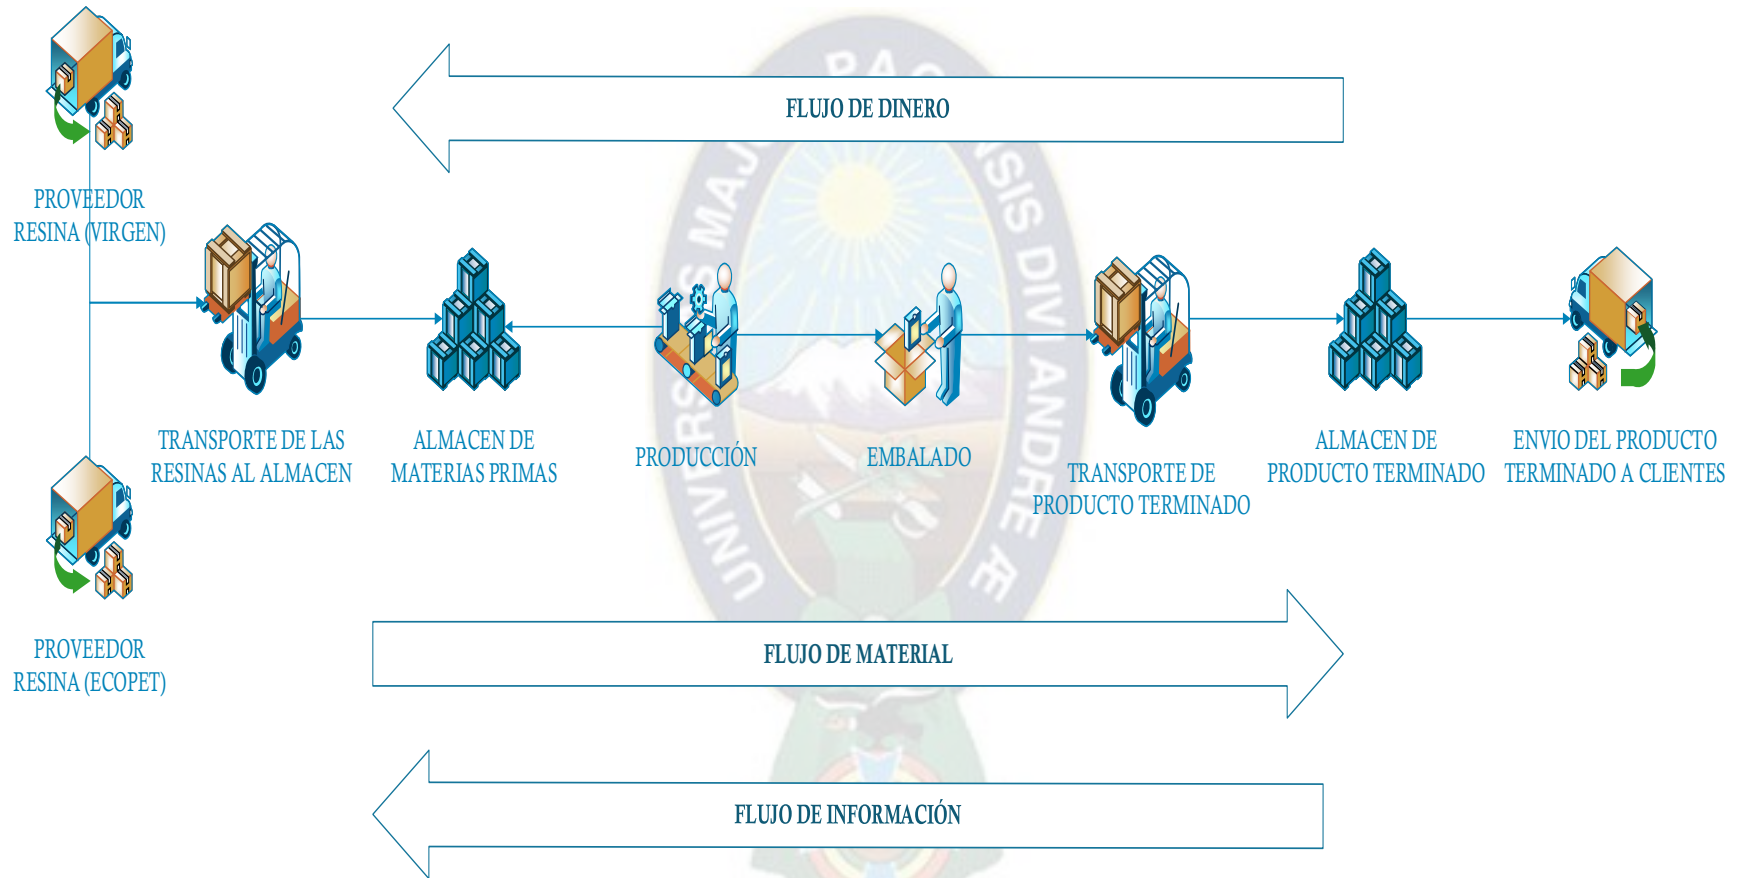 FLUJO DE DINERO
PROVEEDOR
RESINA (VIRGEN)
TRANSPORTE DE LAS
RESINAS AL ALMACEN
ALMACEN DE
MATERIAS PRIMAS
PRODUCCIÓN
EMBALADO
TRANSPORTE DE
PRODUCTO TERMINADO
ALMACEN DE
PRODUCTO TERMINADO
ENVIO DEL PRODUCTO
TERMINADO A CLIENTES
PROVEEDOR
RESINA (ECOPET)
FLUJO DE MATERIAL
FLUJO DE INFORMACIÓN